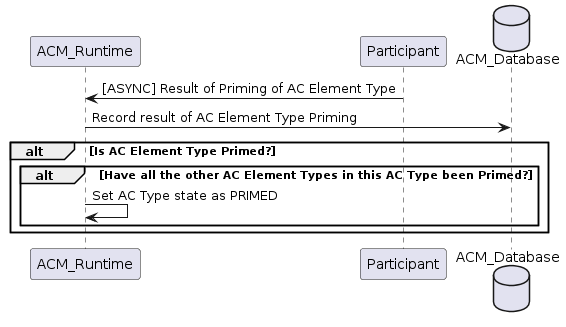 ACM_Runtime
Participant
ACM_Database
[ASYNC] Result of Priming of AC Element Type
Record result of AC Element Type Priming
alt [Is AC Element Type Primed?]
alt [Have all the other AC Element Types in this AC Type been Primed?]
Set AC Type state as PRIMED
ACM_Runtime
Participant
ACM_Database